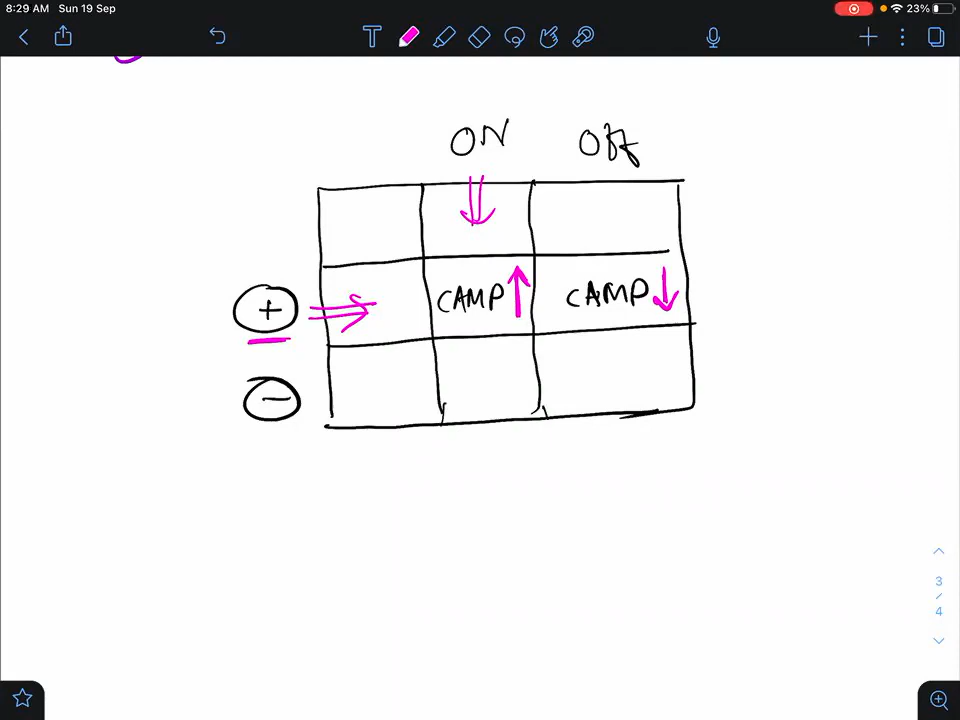 8:29 AM Sun 19 Sep
23%
T
ON Off
+ CAMP ↑ CAMP ↓
−
3
/
4